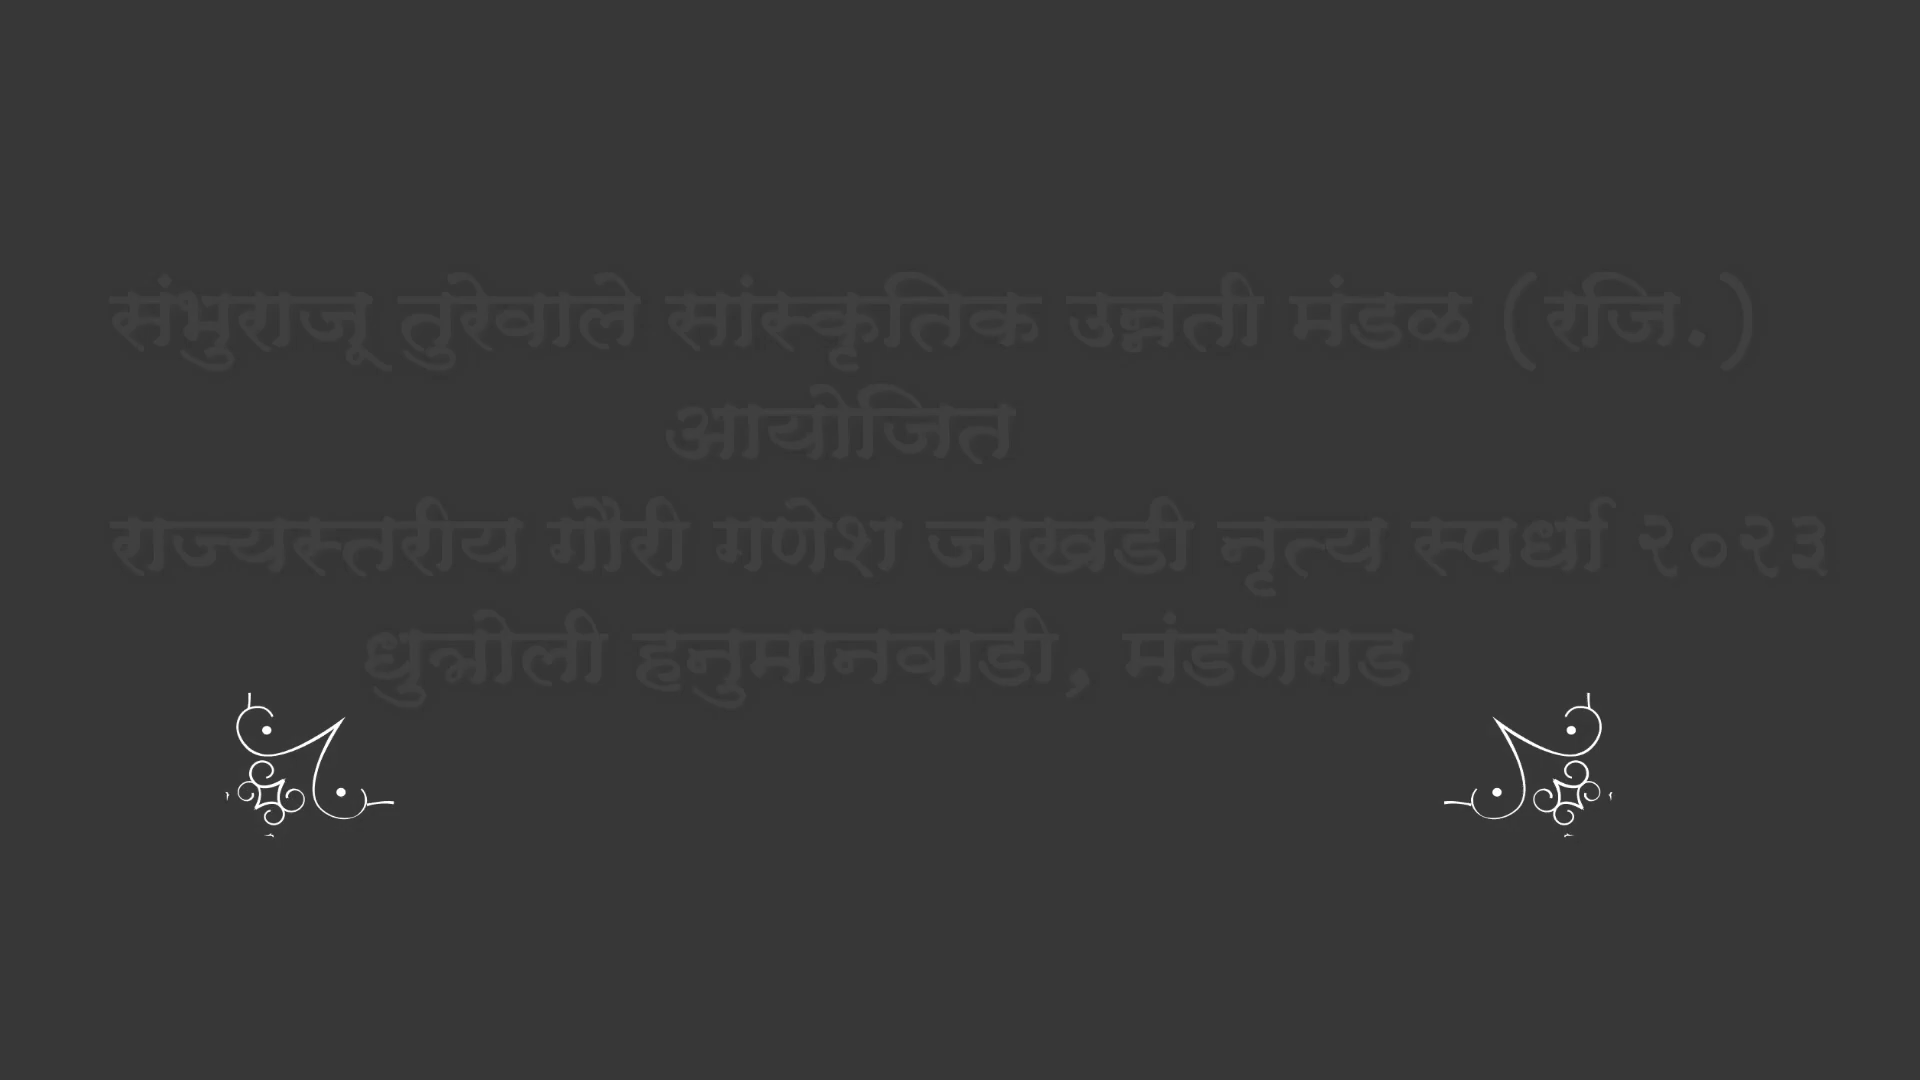 संभुराजू तुरेवाले सांस्कृतिक उन्नती मंडळ (रजि.)
आयोजित
राज्यस्तरीय गौरी गणेश जाखडी नृत्य स्पर्धा २०२३
धुत्रोली हनुमानवाडी, मंडणगड